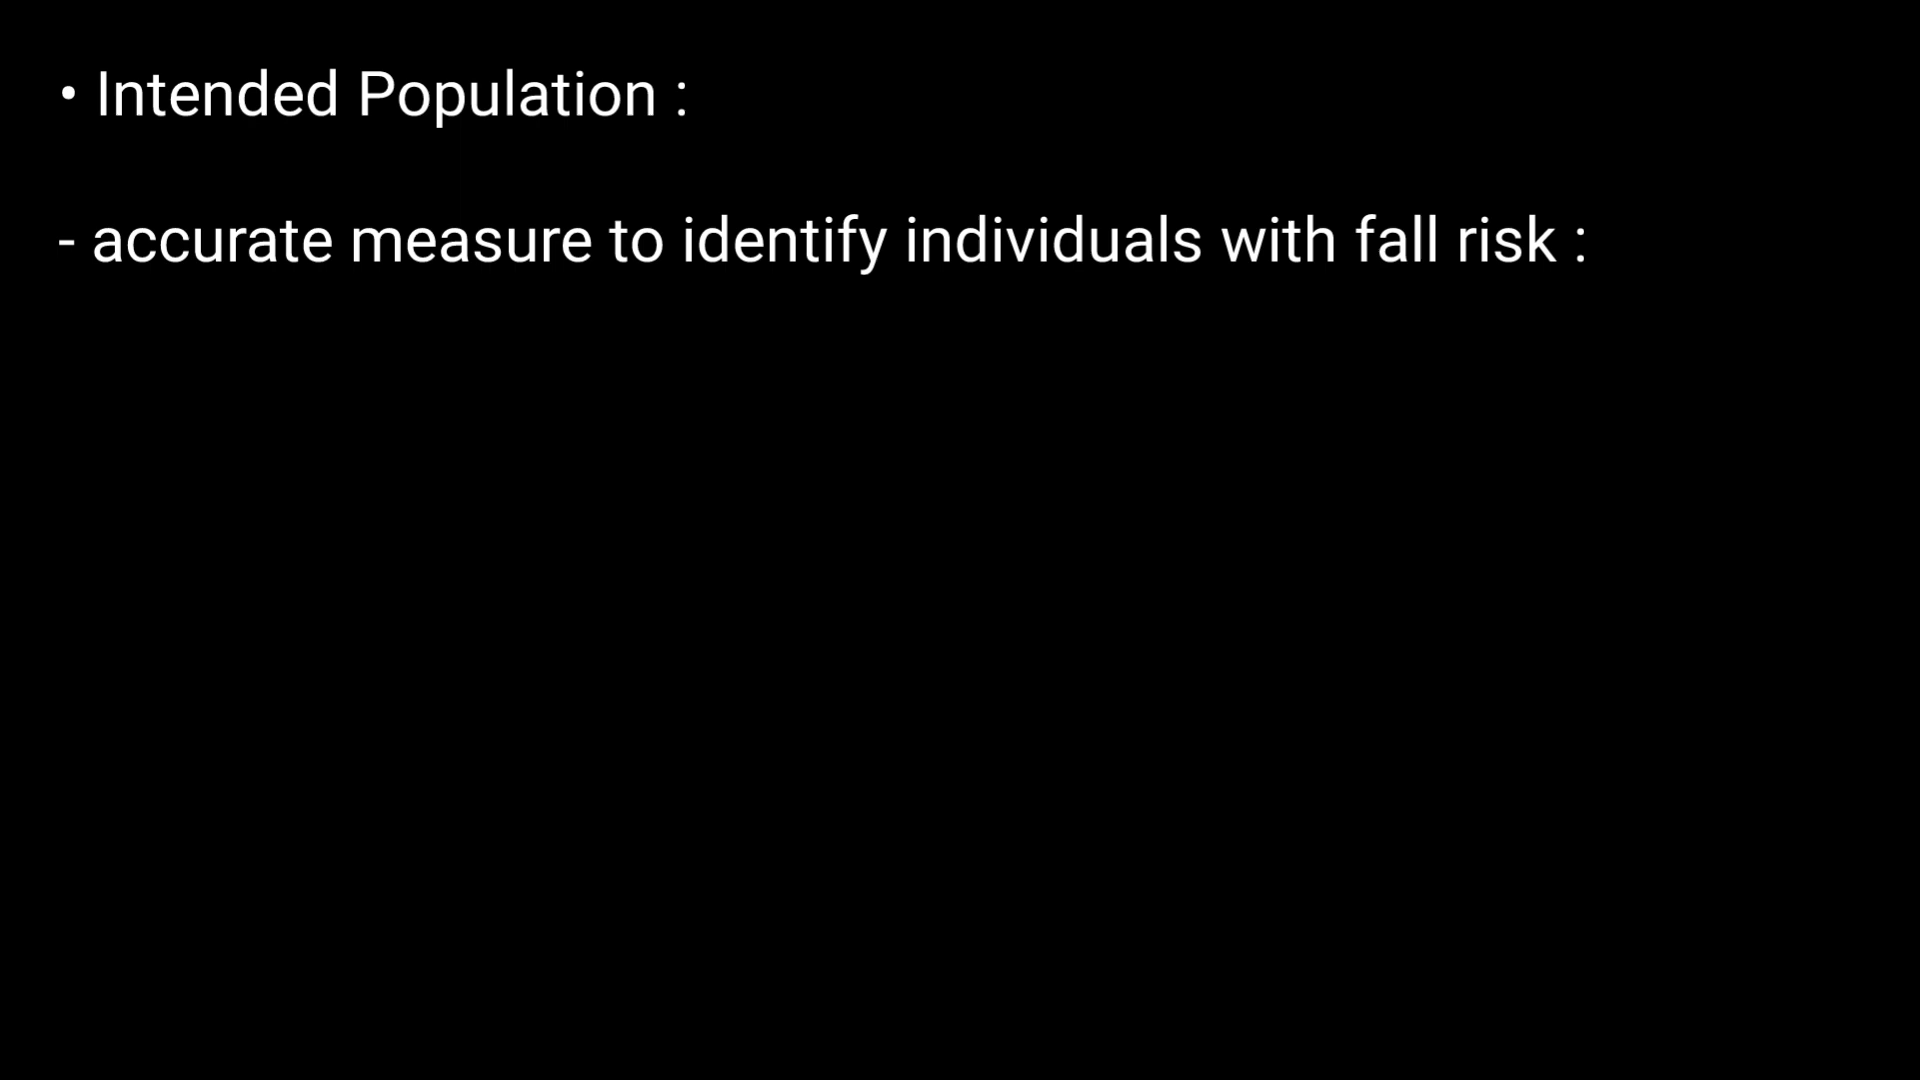 • Intended Population :
- accurate measure to identify individuals with fall risk :